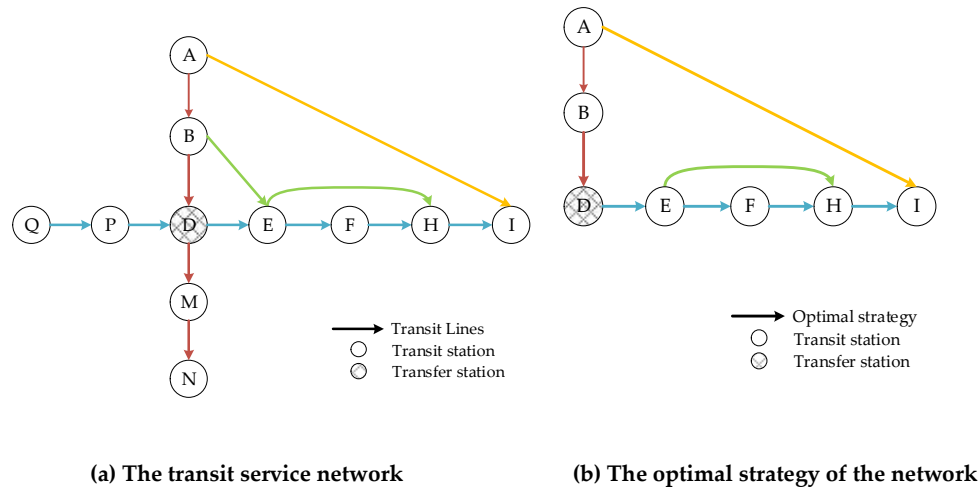 A
B
Q P D E F H I
M
N
Transit Lines
Transit station
Transfer station
(a) The transit service network
A
B
D E F H I
Optimal strategy
Transit station
Transfer station
(b) The optimal strategy of the network